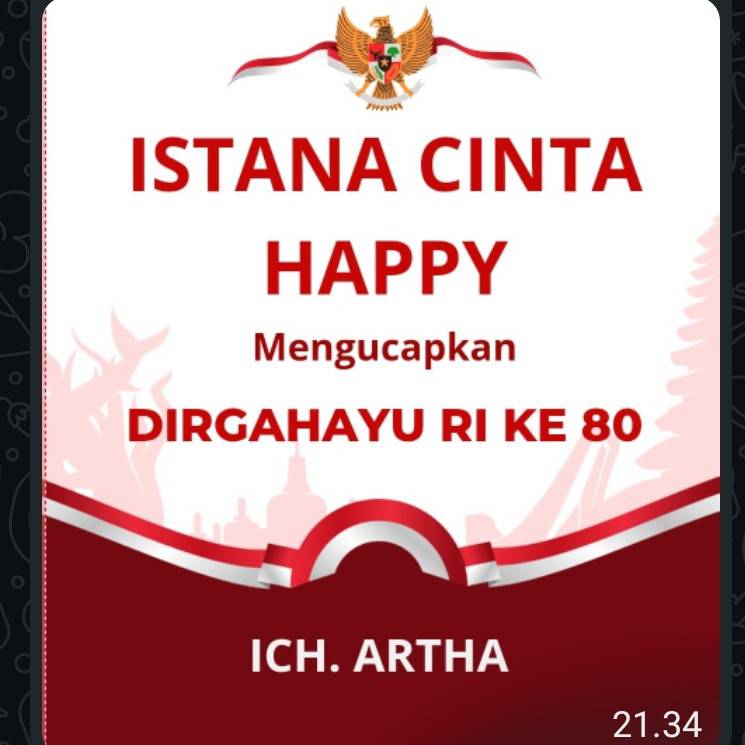 ISTANA CINTA
HAPPY
Mengucapkan
DIRGAHAYU RI KE 80
ICH. ARTHA
21.34